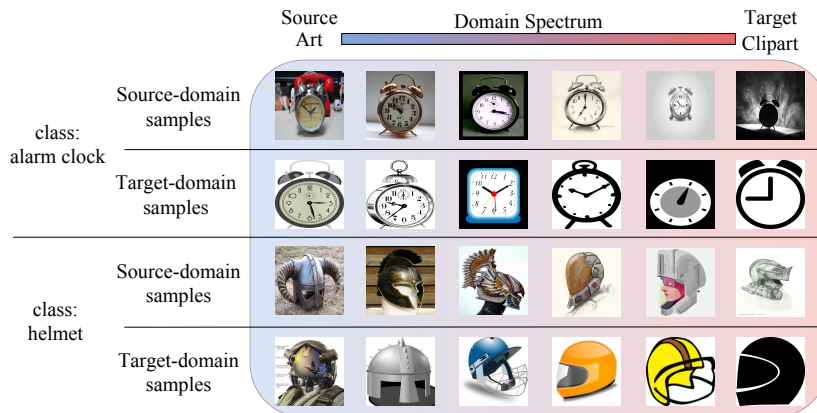 Source
Art
Domain Spectrum
Target
Clipart
class:
alarm clock
Source-domain
samples
Target-domain
samples
class:
helmet
Source-domain
samples
Target-domain
samples